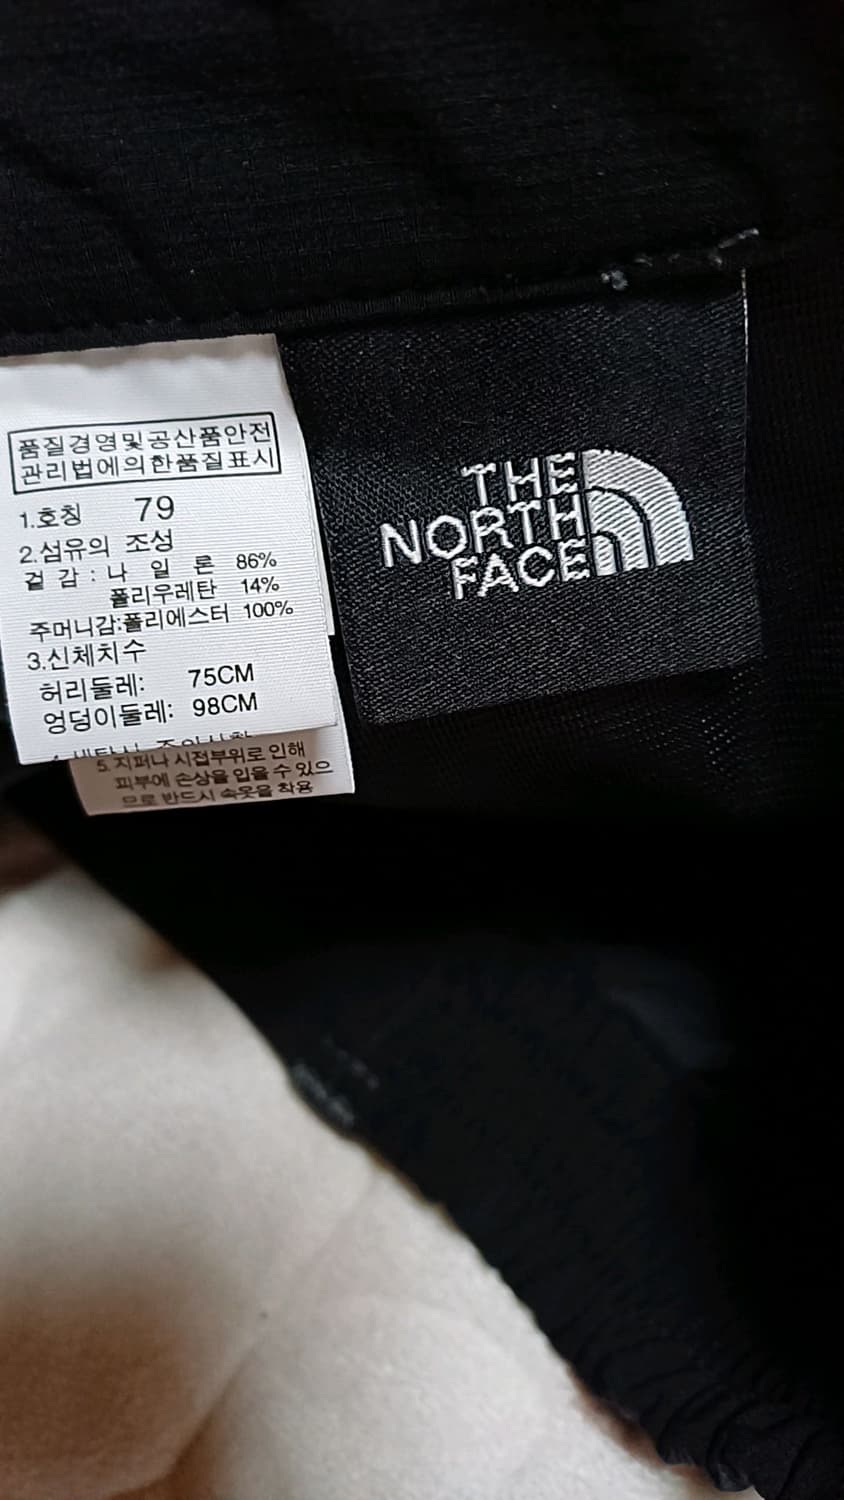 품질경영및공산품안전
관리법에의한품질표시
1.호칭 79
2.섬유의 조성
겉 감 : 나 일 론 86%
폴리우레탄 14%
주머니감:폴리에스터 100%
3.신체치수
허리둘레: 75CM
엉덩이둘레: 98CM
5. 지퍼나 시접부위로 인해
피부에 손상을 입을 수 있으
므로 반드시 속옷을 착용
THE
NORTH
FACE